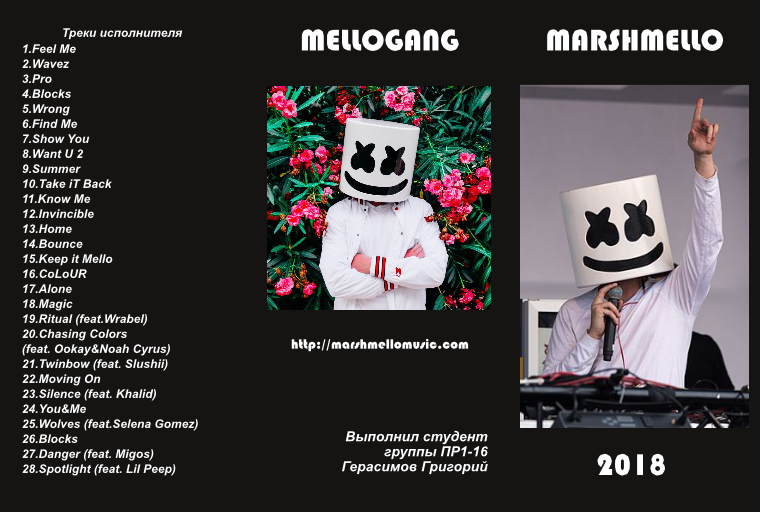 Треки исполнителя
1.Feel Me
2.Wavez
3.Pro
4.Blocks
5.Wrong
6.Find Me
7.Show You
8.Want U 2
9.Summer
10.Take iT Back
11.Know Me
12.Invincible
13.Home
14.Bounce
15.Keep it Mello
16.CoLoUR
17.Alone
18.Magic
19.Ritual (feat.Wrabel)
20.Chasing Colors
(feat. Ookay&Noah Cyrus)
21.Twinbow (feat. Slushii)
22.Moving On
23.Silence (feat. Khalid)
24.You&Me
25.Wolves (feat.Selena Gomez)
26.Blocks
27.Danger (feat. Migos)
28.Spotlight (feat. Lil Peep)
MELLOGANG
http://marshmellomusic.com
Выполнил студент
группы ПР1-16
Герасимов Григорий
MARSHMELLO
2018